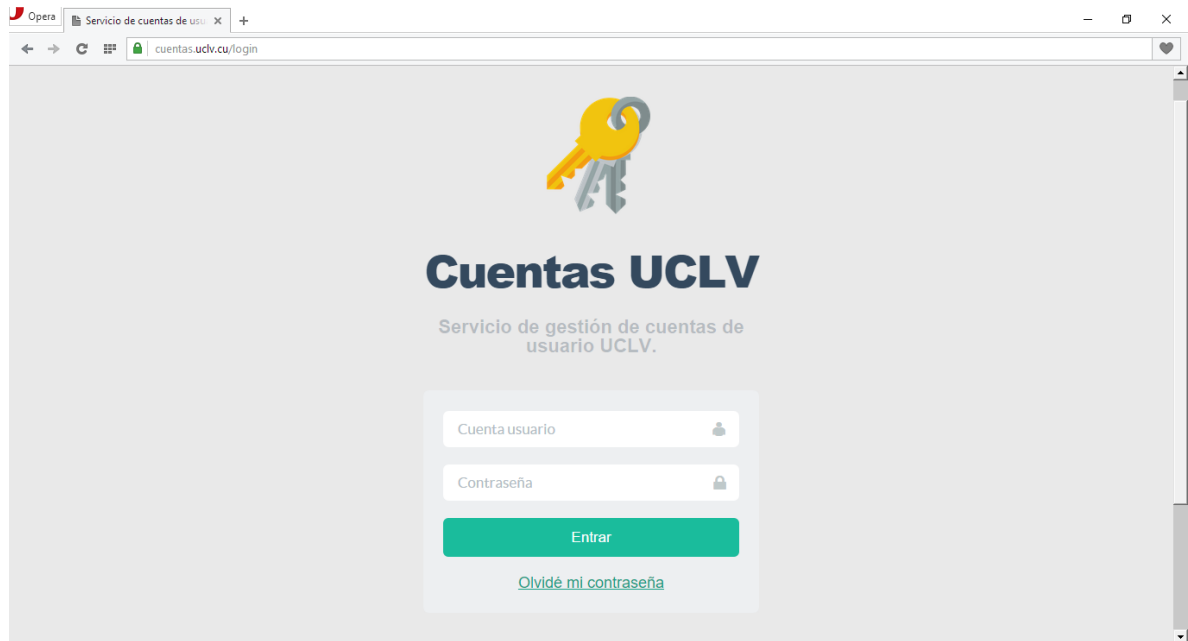 Opera
Servicio de cuentas de usu
cuentas.uclv.cu/login
Cuentas UCLV
Servicio de gestión de cuentas de
usuario UCLV.
Cuenta usuario
Contraseña
Entrar
Olvidé mi contraseña